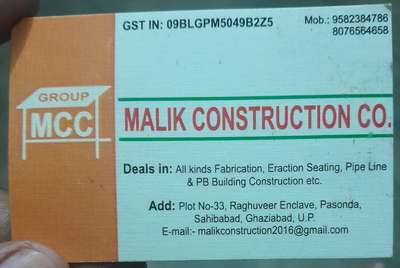 GST IN: 09BLGPM5049B2Z5
Mob.: 9582384786
8076564658
GROUP
MCC
MALIK CONSTRUCTION CO.
Deals in: All kinds Fabrication, Eraction Seating, Pipe Line
& PB Building Construction etc.
Add: Plot No-33, Raghuveer Enclave, Pasonda,
Sahibabad, Ghaziabad, U.P.
E-mail:- malikconstruction2016@gmail.com